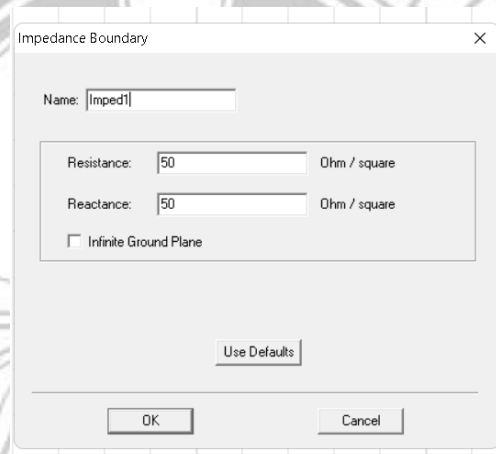 Impedance Boundary
Name: Imped1
Resistance: 50 Ohm / square
Reactance: 50 Ohm / square
Infinite Ground Plane
Use Defaults
OK Cancel